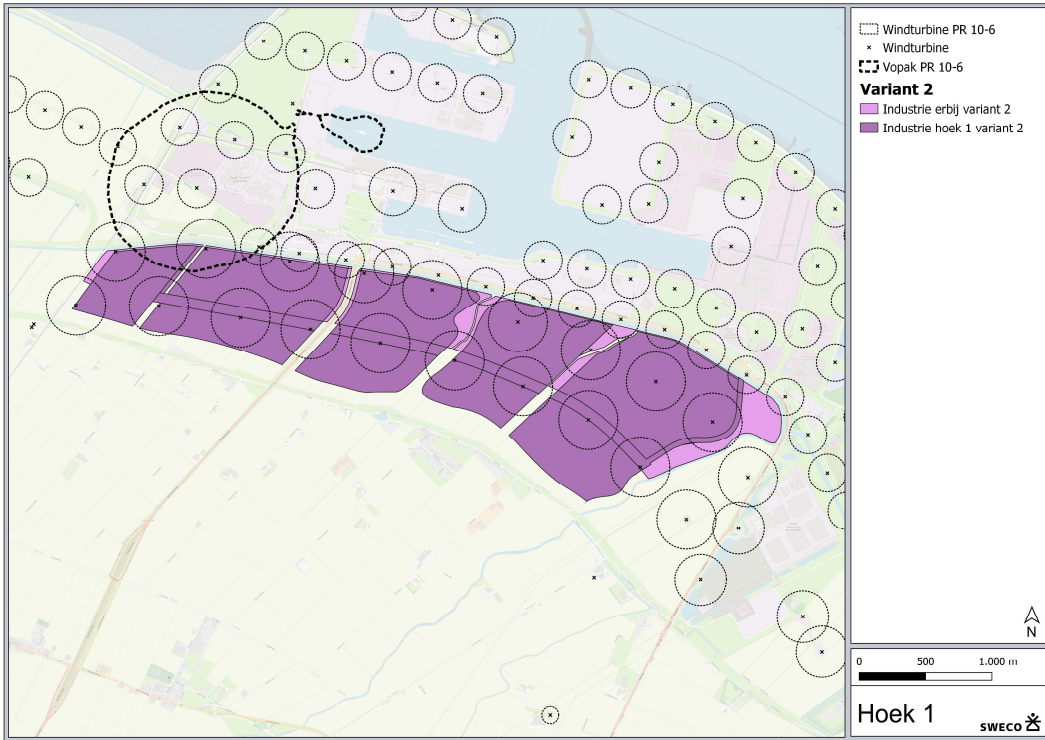 Windturbine PR 10-6
Windturbine
Vopak PR 10-6
Variant 2
Industrie erbij variant 2
Industrie hoek 1 variant 2
N
0 500 1.000 m
Hoek 1
SWECO